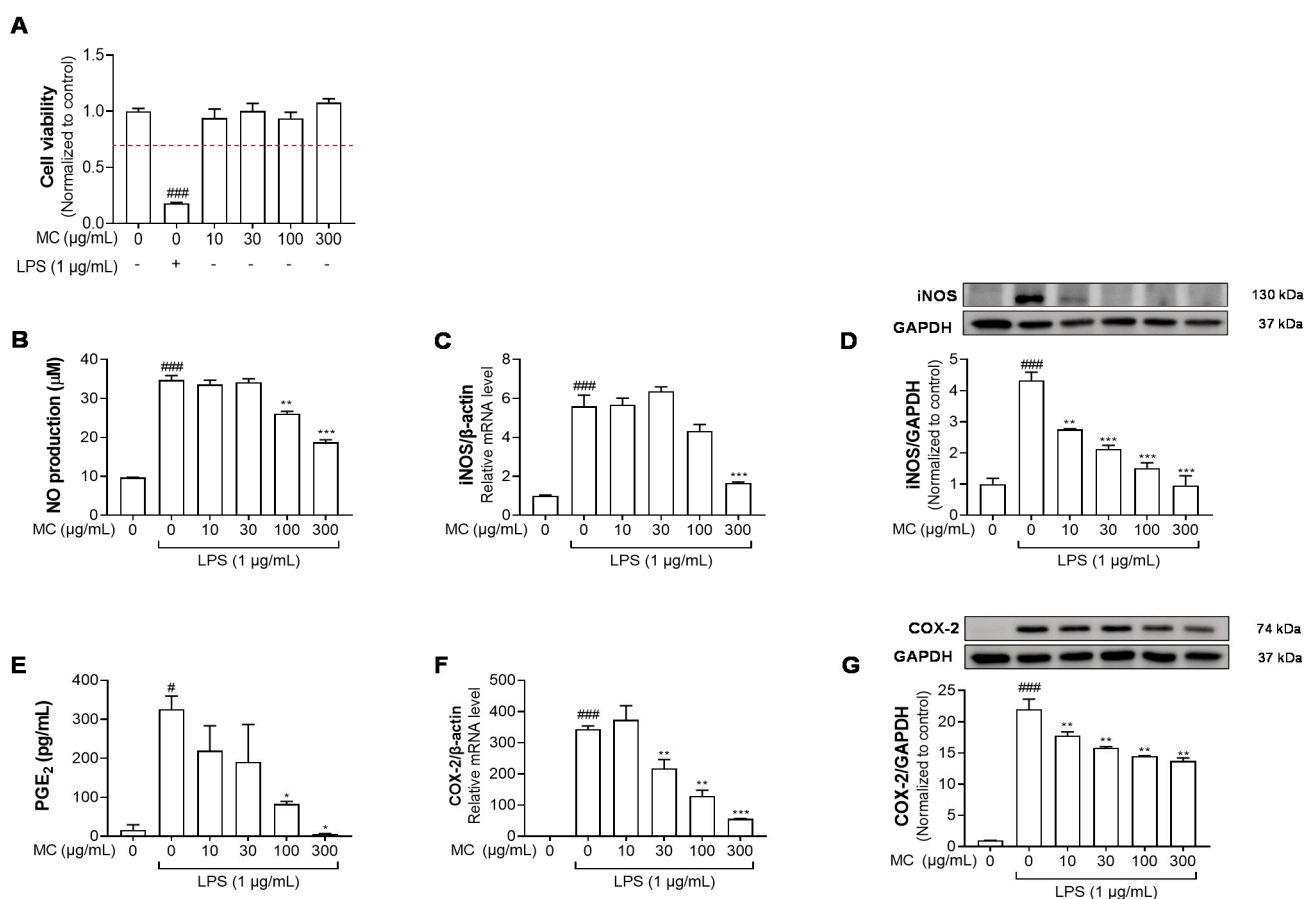 A
Cell viability
(Normalized to control)
1.5
1.0
0.5
0.0
###
MC (µg/mL) 0 0 10 30 100 300
LPS (1 µg/mL) - + - - - -
B
NO production (µM)
40
30
20
10
0
###
**
***
MC (µg/mL) 0 0 10 30 100 300
LPS (1 µg/mL)
C
iNOS/β-actin
Relative mRNA level
8
6
4
2
0
###
***
MC (µg/mL) 0 0 10 30 100 300
LPS (1 µg/mL)
iNOS 130 kDa
GAPDH 37 kDa
D
iNOS/GAPDH
(Normalized to control)
5
4
3
2
1
0
###
**
***
***
***
MC (µg/mL) 0 0 10 30 100 300
LPS (1 µg/mL)
E
PGE₂ (pg/mL)
400
300
200
100
0
#
*
*
MC (µg/mL) 0 0 10 30 100 300
LPS (1 µg/mL)
F
COX-2/β-actin
Relative mRNA level
500
400
300
200
100
0
###
**
**
***
MC (µg/mL) 0 0 10 30 100 300
LPS (1 µg/mL)
COX-2 74 kDa
GAPDH 37 kDa
G
COX-2/GAPDH
(Normalized to control)
25
20
15
10
5
0
###
**
**
**
**
MC (µg/mL) 0 0 10 30 100 300
LPS (1 µg/mL)